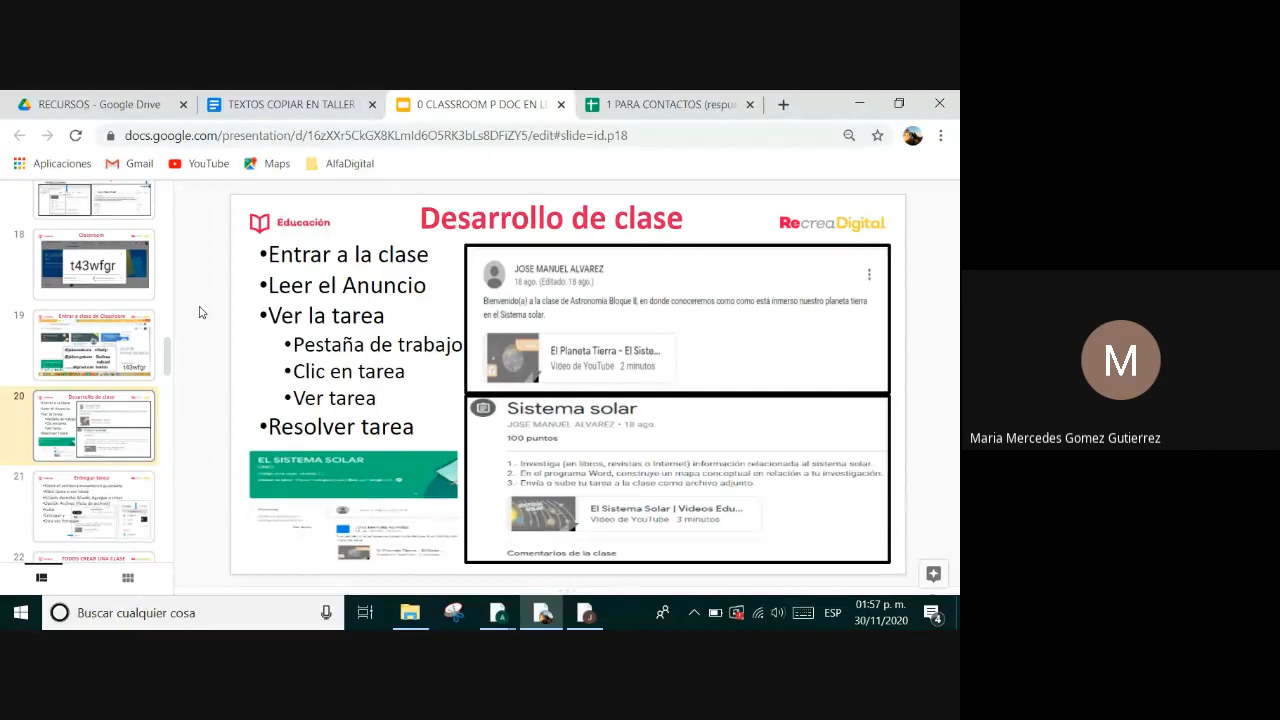 RECURSOS - Google Drive
TEXTOS COPIAR EN TALLER
0 CLASSROOM P DOC EN L
1 PARA CONTACTOS (respu
docs.google.com/presentation/d/16zXXr5CkGX8KLmId6O5RK3bLs8DFiZY5/edit#slide=id.p18
Aplicaciones
Gmail
YouTube
Maps
AlfaDigital
18
Classroom
t43wfgr
19
Entrar a clase de Classroom
t43wfgr
20
Desarrollo de clase
21
Entregar tarea
22
TODOS CREAR UNA CLASE
Educación
Desarrollo de clase
RecreaDigital
•Entrar a la clase
•Leer el Anuncio
•Ver la tarea
•Pestaña de trabajo
•Clic en tarea
•Ver tarea
•Resolver tarea
EL SISTEMA SOLAR
JOSE MANUEL ALVAREZ
18 ago. (Editado: 18 ago.)
Bienvenido(a) a la clase de Astronomia Bloque II, en donde conoceremos como como está inmerso nuestro planeta tierra
en el Sistema solar.
El Planeta Tierra - El Siste...
Video de YouTube 2 minutos
Sistema solar
JOSE MANUEL ALVAREZ • 18 ago.
100 puntos
1.- Investiga (en libros, revistas o Internet) información relacionada al sistema solar.
2.- En el programa Word, construye un mapa conceptual en relación a tu investigación.
3.- Envía o sube tu tarea a la clase como archivo adjunto.
El Sistema Solar | Videos Edu...
Video de YouTube 3 minutos
Comentarios de la clase
M
Maria Mercedes Gomez Gutierrez
Buscar cualquier cosa
ESP
01:57 p. m.
30/11/2020
4